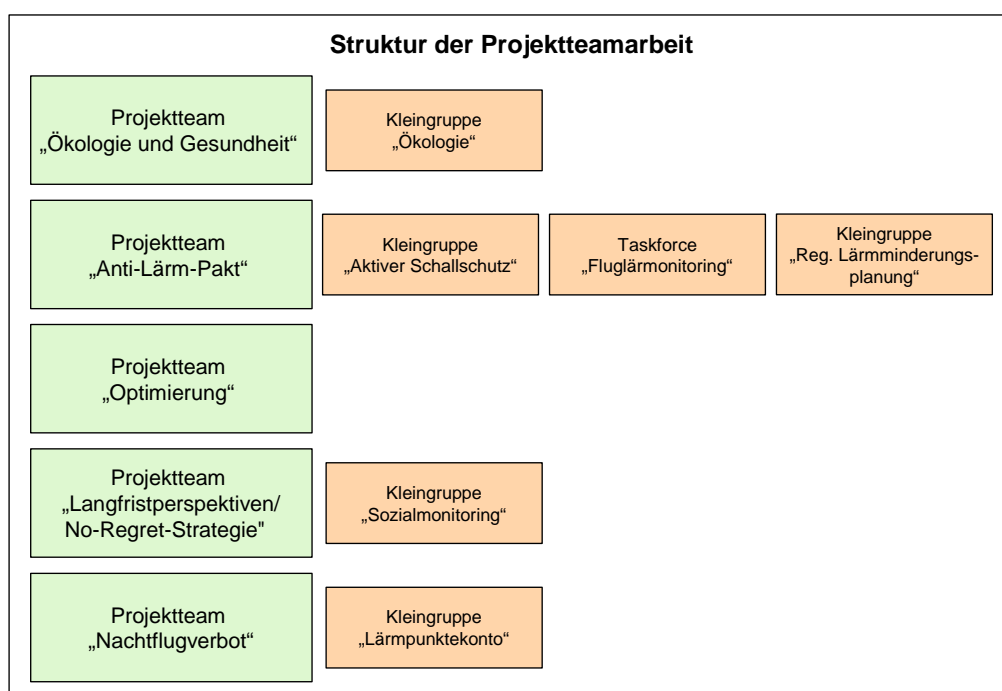 Struktur der Projektteamarbeit
Projektteam
„Ökologie und Gesundheit“
Kleingruppe
„Ökologie“
Projektteam
„Anti-Lärm-Pakt“
Kleingruppe
„Aktiver Schallschutz“
Taskforce
„Fluglärmonitoring“
Kleingruppe
„Reg. Lärmminderungs-
planung“
Projektteam
„Optimierung“
Projektteam
„Langfristperspektiven/
No-Regret-Strategie"
Kleingruppe
„Sozialmonitoring“
Projektteam
„Nachtflugverbot“
Kleingruppe
„Lärmpunktekonto“